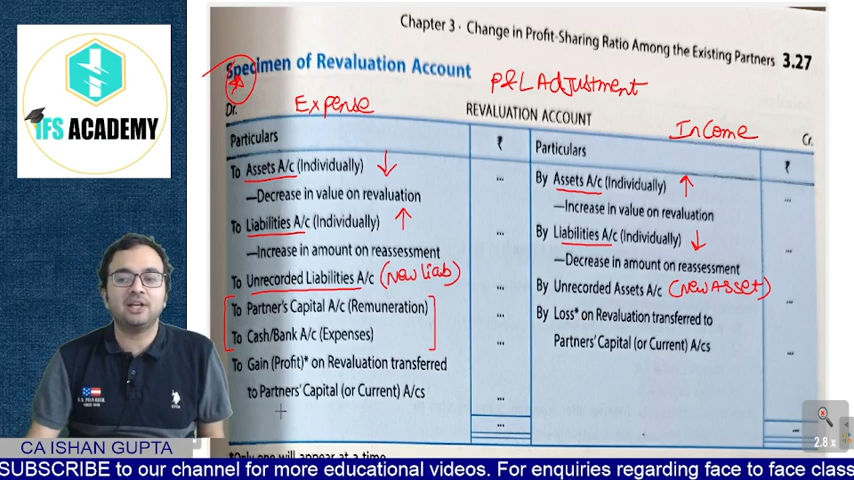 Chapter 3 · Change in Profit-Sharing Ratio Among the Existing Partners 3.27
Specimen of Revaluation Account
P&L Adjustment
Dr.
Expense
REVALUATION ACCOUNT
Income
Cr.
Particulars
₹
Particulars
₹
To Assets A/c (Individually)
...
By Assets A/c (Individually)
...
—Decrease in value on revaluation
—Increase in value on revaluation
To Liabilities A/c (Individually)
...
By Liabilities A/c (Individually)
...
—Increase in amount on reassessment
—Decrease in amount on reassessment
To Unrecorded Liabilities A/c (New Liab)
...
By Unrecorded Assets A/c (New Asset)
...
To Partner's Capital A/c (Remuneration)
...
By Loss* on Revaluation transferred to
To Cash/Bank A/c (Expenses)
...
Partners' Capital (or Current) A/cs
...
To Gain (Profit)* on Revaluation transferred
to Partners' Capital (or Current) A/cs
...
...
...
*Only one will appear at a time.
IFS ACADEMY
U.S. POLO ASSN.
CA ISHAN GUPTA
2.8 x
SUBSCRIBE to our channel for more educational videos. For enquiries regarding face to face class